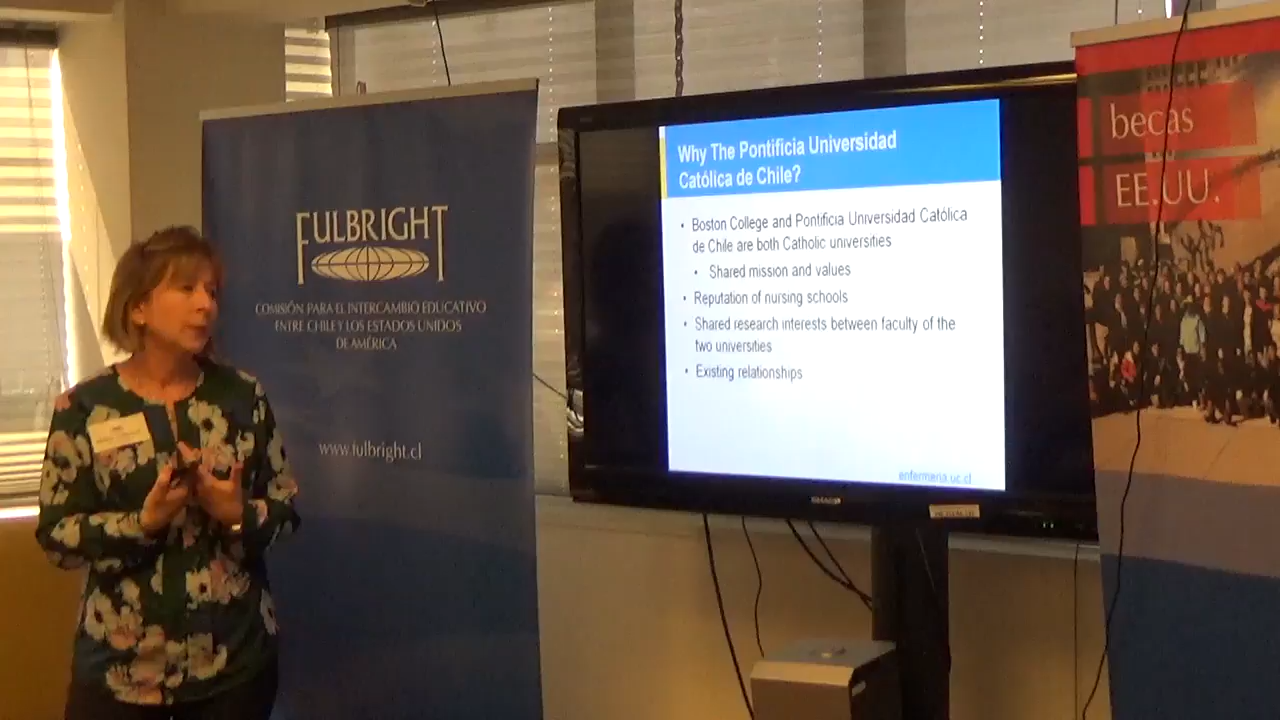 FULBRIGHT
COMISIÓN PARA EL INTERCAMBIO EDUCATIVO
ENTRE CHILE Y LOS ESTADOS UNIDOS
DE AMÉRICA
www.fulbright.cl
Why The Pontificia Universidad
Católica de Chile?
• Boston College and Pontificia Universidad Católica
de Chile are both Catholic universities
• Shared mission and values
• Reputation of nursing schools
• Shared research interests between faculty of the
two universities
• Existing relationships
enfermeria.uc.cl
becas
EE.UU.